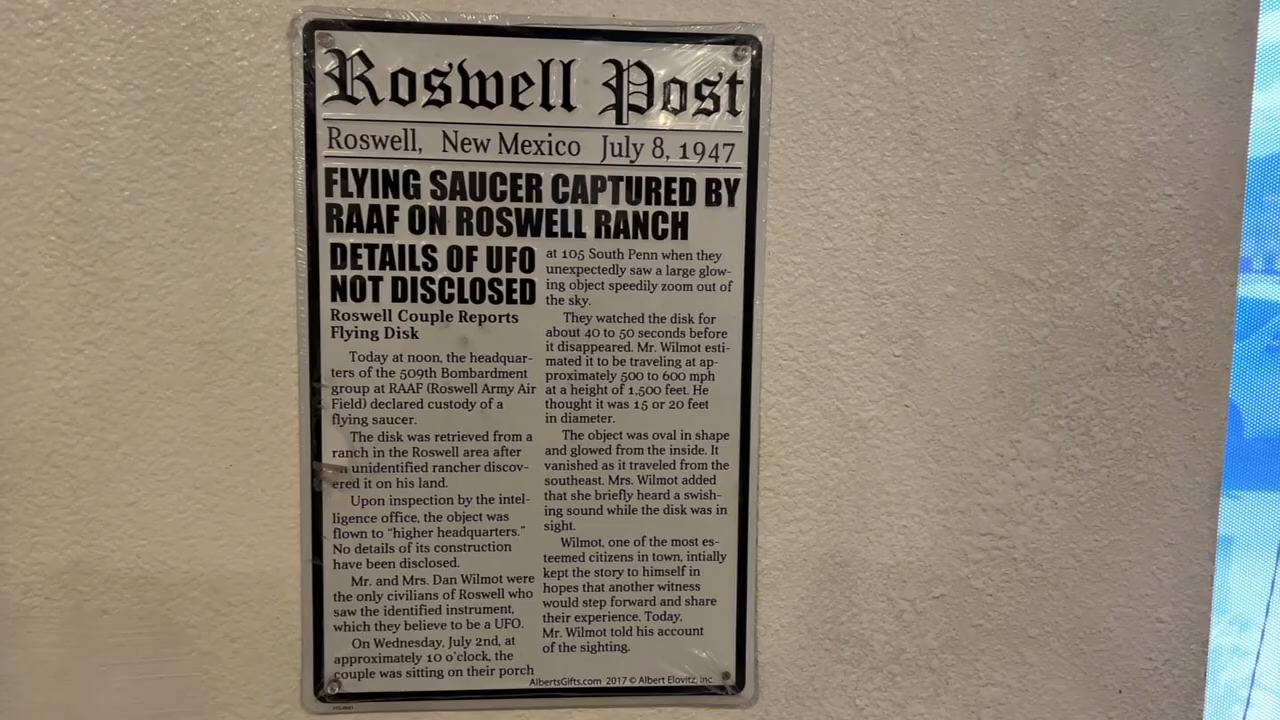 Roswell Post
Roswell, New Mexico July 8, 1947
FLYING SAUCER CAPTURED BY
RAAF ON ROSWELL RANCH
DETAILS OF UFO
NOT DISCLOSED
Roswell Couple Reports
Flying Disk
Today at noon, the headquar-
ters of the 509th Bombardment
group at RAAF (Roswell Army Air
Field) declared custody of a
flying saucer.
The disk was retrieved from a
ranch in the Roswell area after
an unidentified rancher discov-
ered it on his land.
Upon inspection by the intel-
ligence office, the object was
flown to “higher headquarters.”
No details of its construction
have been disclosed.
Mr. and Mrs. Dan Wilmot were
the only civilians of Roswell who
saw the identified instrument,
which they believe to be a UFO.
On Wednesday, July 2nd, at
approximately 10 o'clock, the
couple was sitting on their porch
at 105 South Penn when they
unexpectedly saw a large glow-
ing object speedily zoom out of
the sky.
They watched the disk for
about 40 to 50 seconds before
it disappeared. Mr. Wilmot esti-
mated it to be traveling at ap-
proximately 500 to 600 mph
at a height of 1,500 feet. He
thought it was 15 or 20 feet
in diameter.
The object was oval in shape
and glowed from the inside. It
vanished as it traveled from the
southeast. Mrs. Wilmot added
that she briefly heard a swish-
ing sound while the disk was in
sight.
Wilmot, one of the most es-
teemed citizens in town, intially
kept the story to himself in
hopes that another witness
would step forward and share
their experience. Today,
Mr. Wilmot told his account
of the sighting.
AlbertsGifts.com 2017 © Albert Elovitz, Inc.